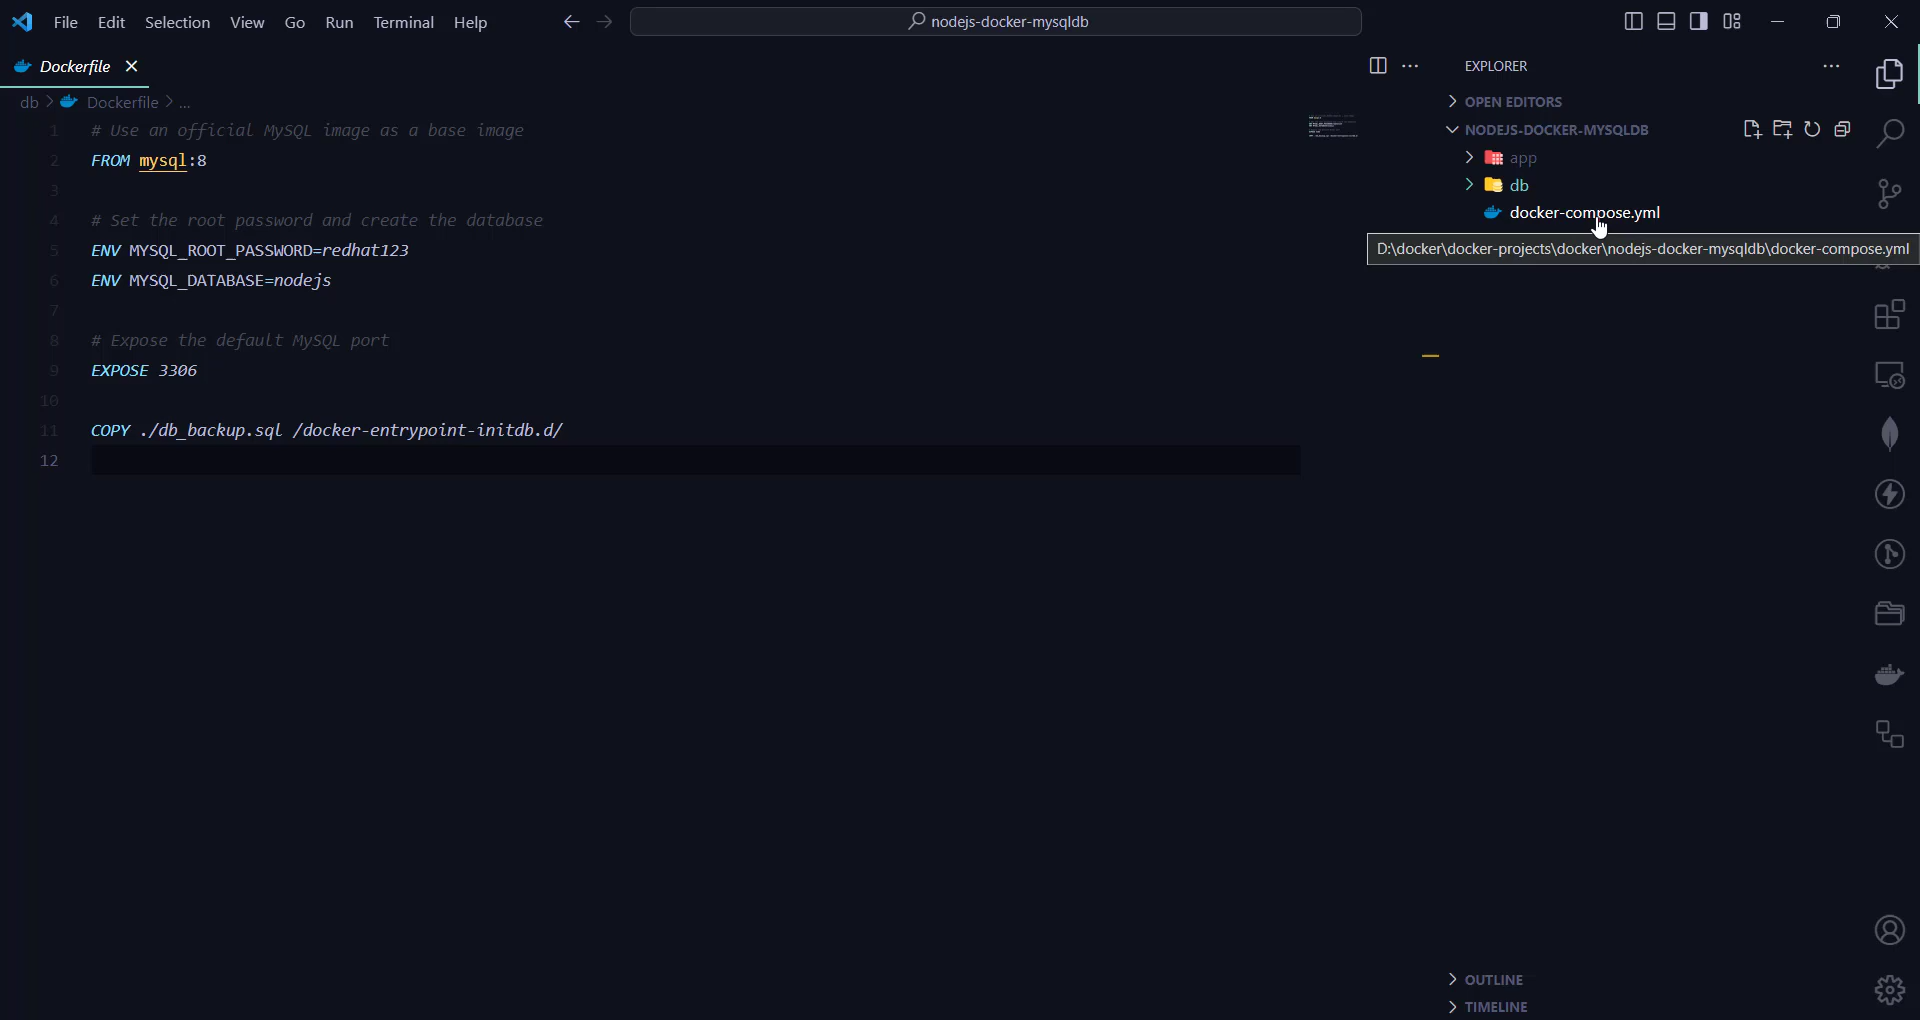 File Edit Selection View Go Run Terminal Help nodejs-docker-mysqldb
Dockerfile
EXPLORER
db > Dockerfile > ...
OPEN EDITORS
NODEJS-DOCKER-MYSQLDB
app
db
docker-compose.yml
D:\docker\docker-projects\docker\nodejs-docker-mysqldb\docker-compose.yml
1 # Use an official MySQL image as a base image
2 FROM mysql:8
3
4 # Set the root password and create the database
5 ENV MYSQL_ROOT_PASSWORD=redhat123
6 ENV MYSQL_DATABASE=nodejs
7
8 # Expose the default MySQL port
9 EXPOSE 3306
10
11 COPY ./db_backup.sql /docker-entrypoint-initdb.d/
12
OUTLINE
TIMELINE